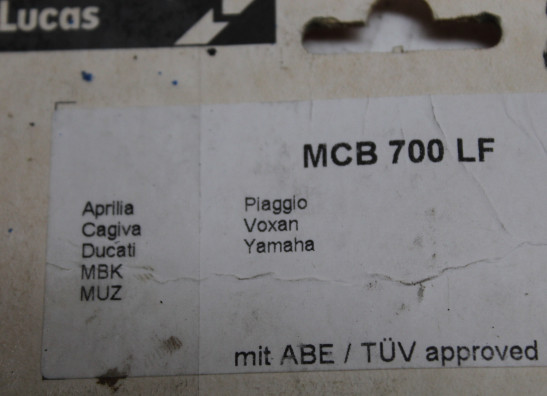 Lucas
MCB 700 LF
Aprilia
Cagiva
Ducati
MBK
MUZ
Piaggio
Voxan
Yamaha
mit ABE / TÜV approved